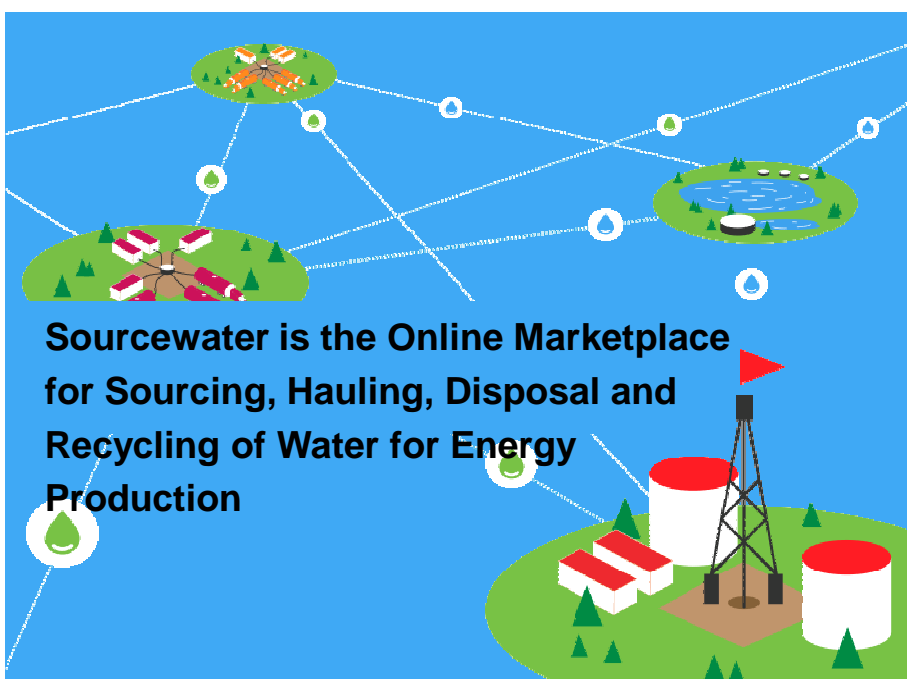 Sourcewater is the Online Marketplace
for Sourcing, Hauling, Disposal and
Recycling of Water for Energy
Production